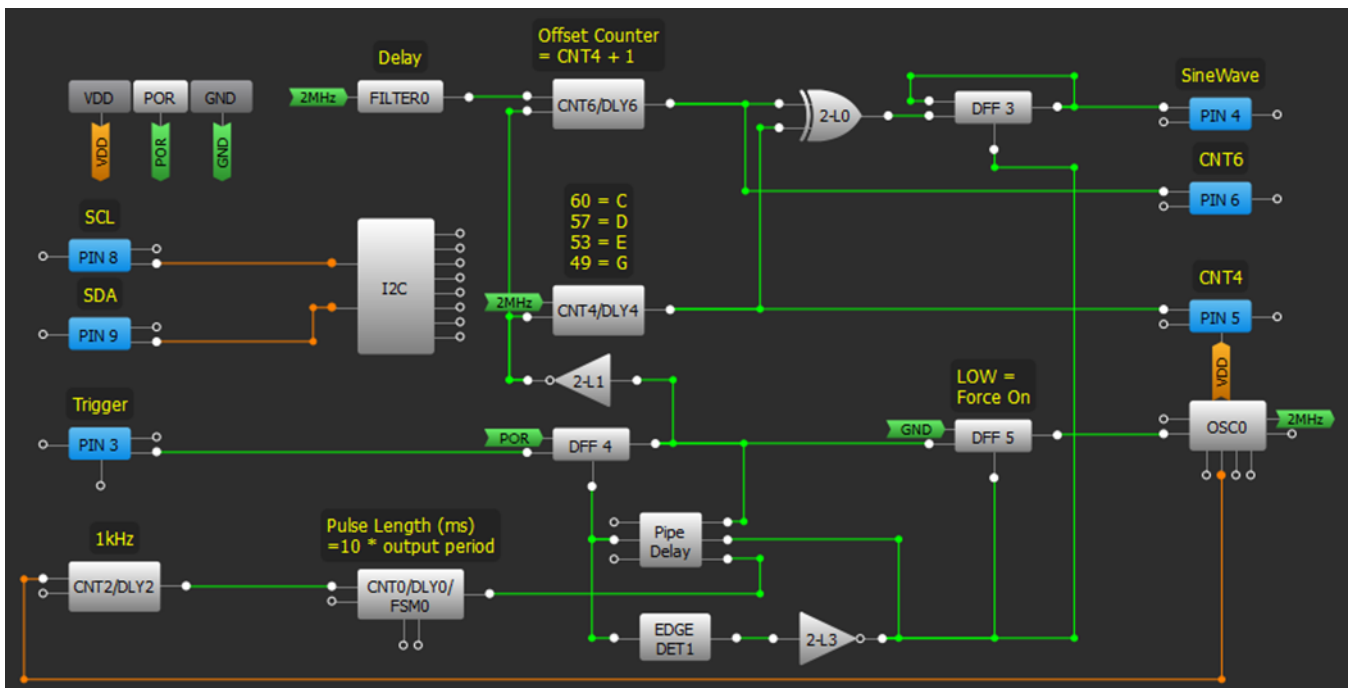 Offset Counter
= CNT4 + 1
Delay
SineWave
VDD
POR
GND
2MHz
FILTER0
CNT6/DLY6
2-L0
DFF 3
PIN 4
VDD
POR
GND
CNT6
PIN 6
60 = C
57 = D
53 = E
49 = G
SCL
PIN 8
I2C
SDA
PIN 9
2MHz
CNT4/DLY4
CNT4
PIN 5
VDD
2-L1
LOW =
Force On
Trigger
PIN 3
POR
DFF 4
GND
DFF 5
OSC0
2MHz
Pulse Length (ms)
=10 * output period
Pipe
Delay
1kHz
CNT2/DLY2
CNT0/DLY0/
FSM0
EDGE
DET1
2-L3